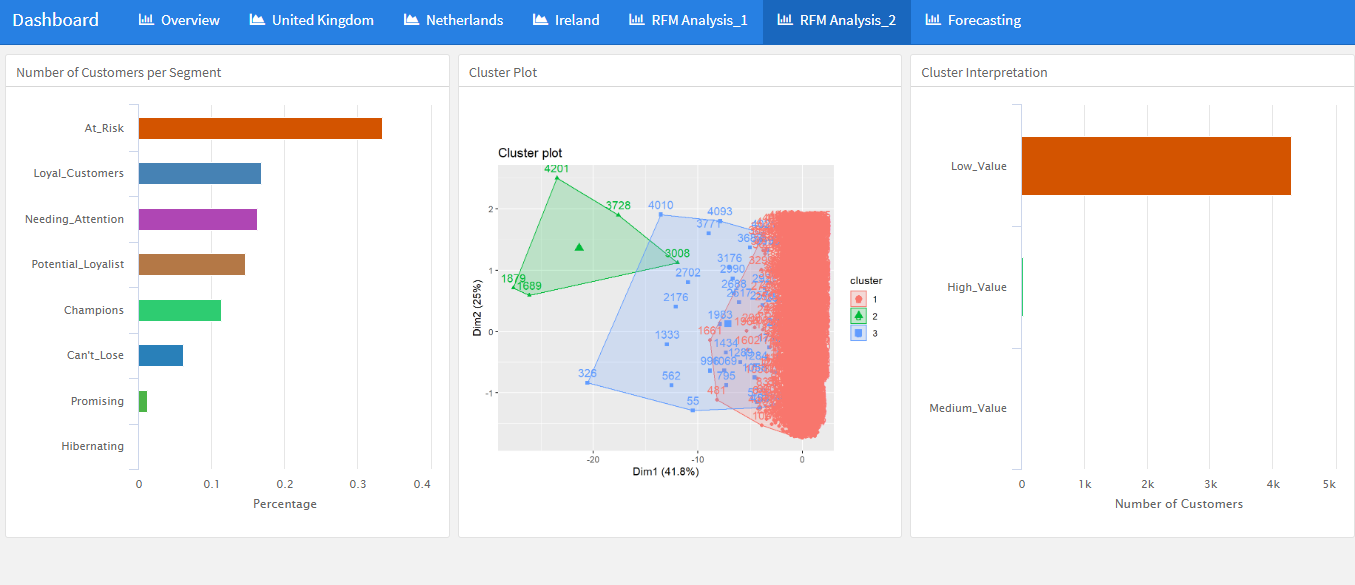 Dashboard Overview United Kingdom Netherlands Ireland RFM Analysis_1 RFM Analysis_2 Forecasting
Number of Customers per Segment
At_Risk
Loyal_Customers
Needing_Attention
Potential_Loyalist
Champions
Can't_Lose
Promising
Hibernating
0 0.1 0.2 0.3 0.4
Percentage
Cluster Plot
Cluster plot
4201
3728
4010
4093
3771
3008
3176
2990
2702
1879
1689
2688
2617
2176
1983
1661
1333
1602
1434
326
562
795
481
55
2
1
0
-1
Dim2 (25%)
-20 -10 0
Dim1 (41.8%)
cluster
1
2
3
Cluster Interpretation
Low_Value
High_Value
Medium_Value
0 1k 2k 3k 4k 5k
Number of Customers